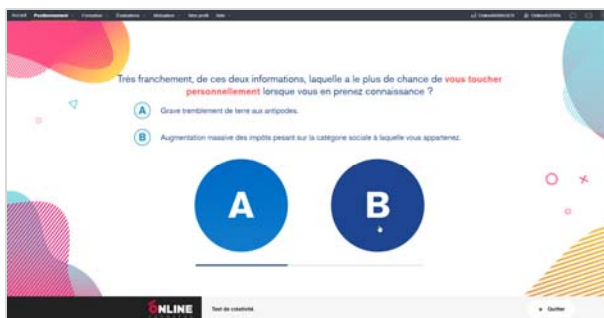 Accueil Positionnement Formation Évaluations Médiation Mon profil Aide
Très franchement, de ces deux informations, laquelle a le plus de chance de vous toucher
personnellement lorsque vous en prenez connaissance ?
A Grave tremblement de terre aux antipodes.
B Augmentation massive des impôts pesant sur la catégorie sociale à laquelle vous appartenez.
A B
ONLINE Test de créativité. Quitter